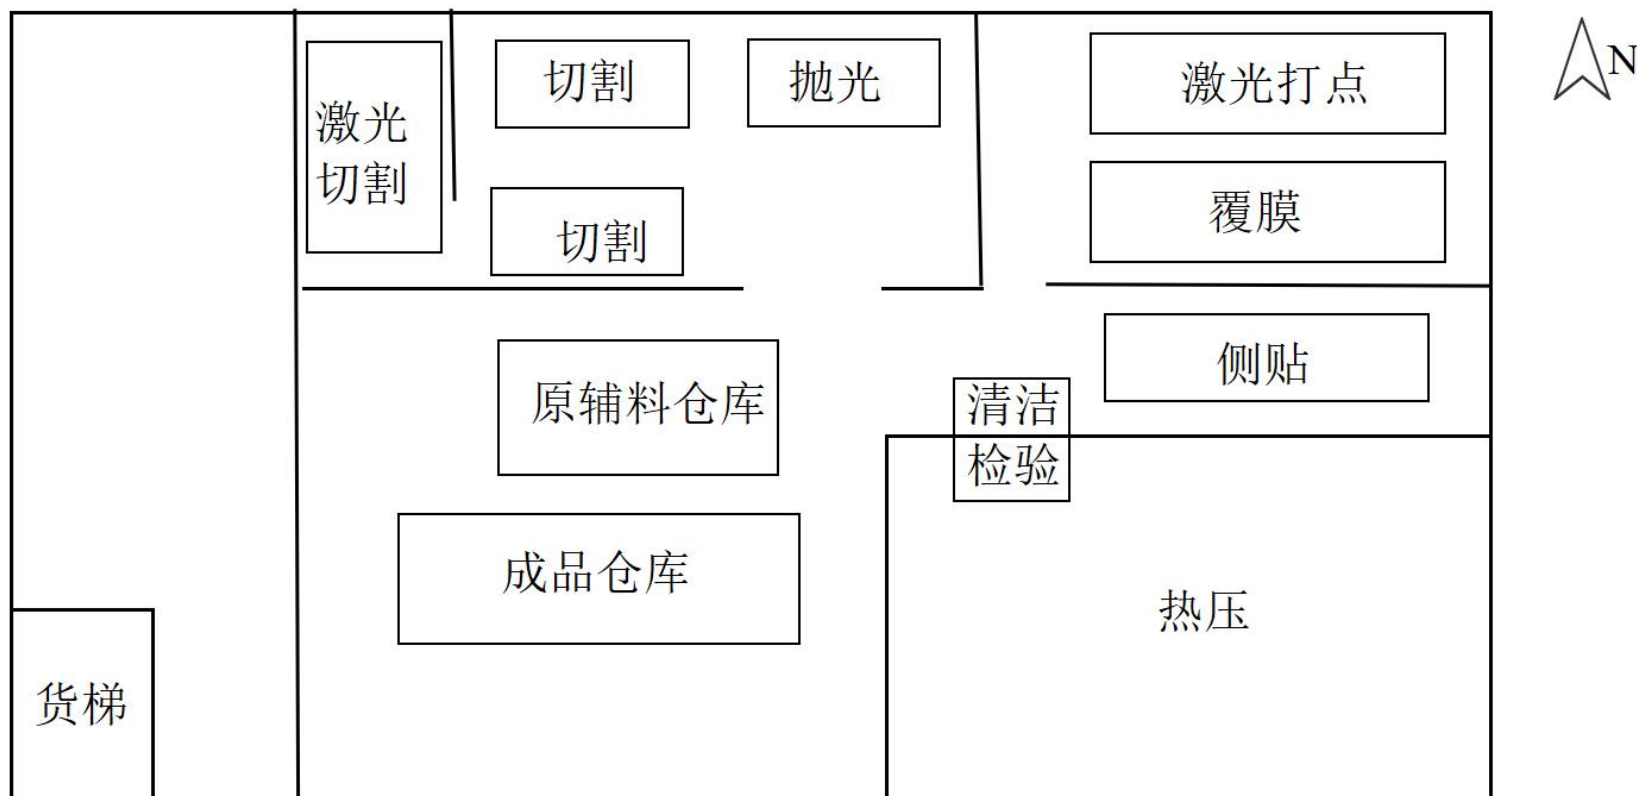 切割
抛光
激光打点
N
激光
切割
覆膜
切割
侧贴
原辅料仓库
清洁
检验
成品仓库
热压
货梯